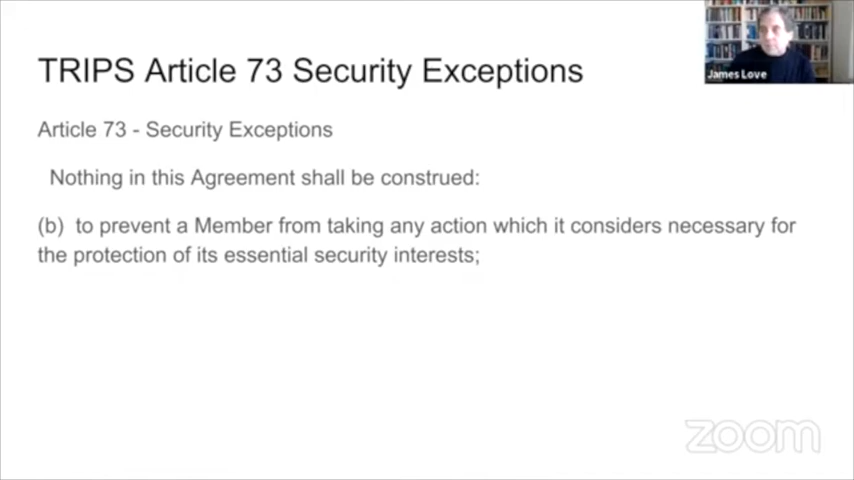 TRIPS Article 73 Security Exceptions
James Love
Article 73 - Security Exceptions
Nothing in this Agreement shall be construed:
(b) to prevent a Member from taking any action which it considers necessary for
the protection of its essential security interests;
zoom